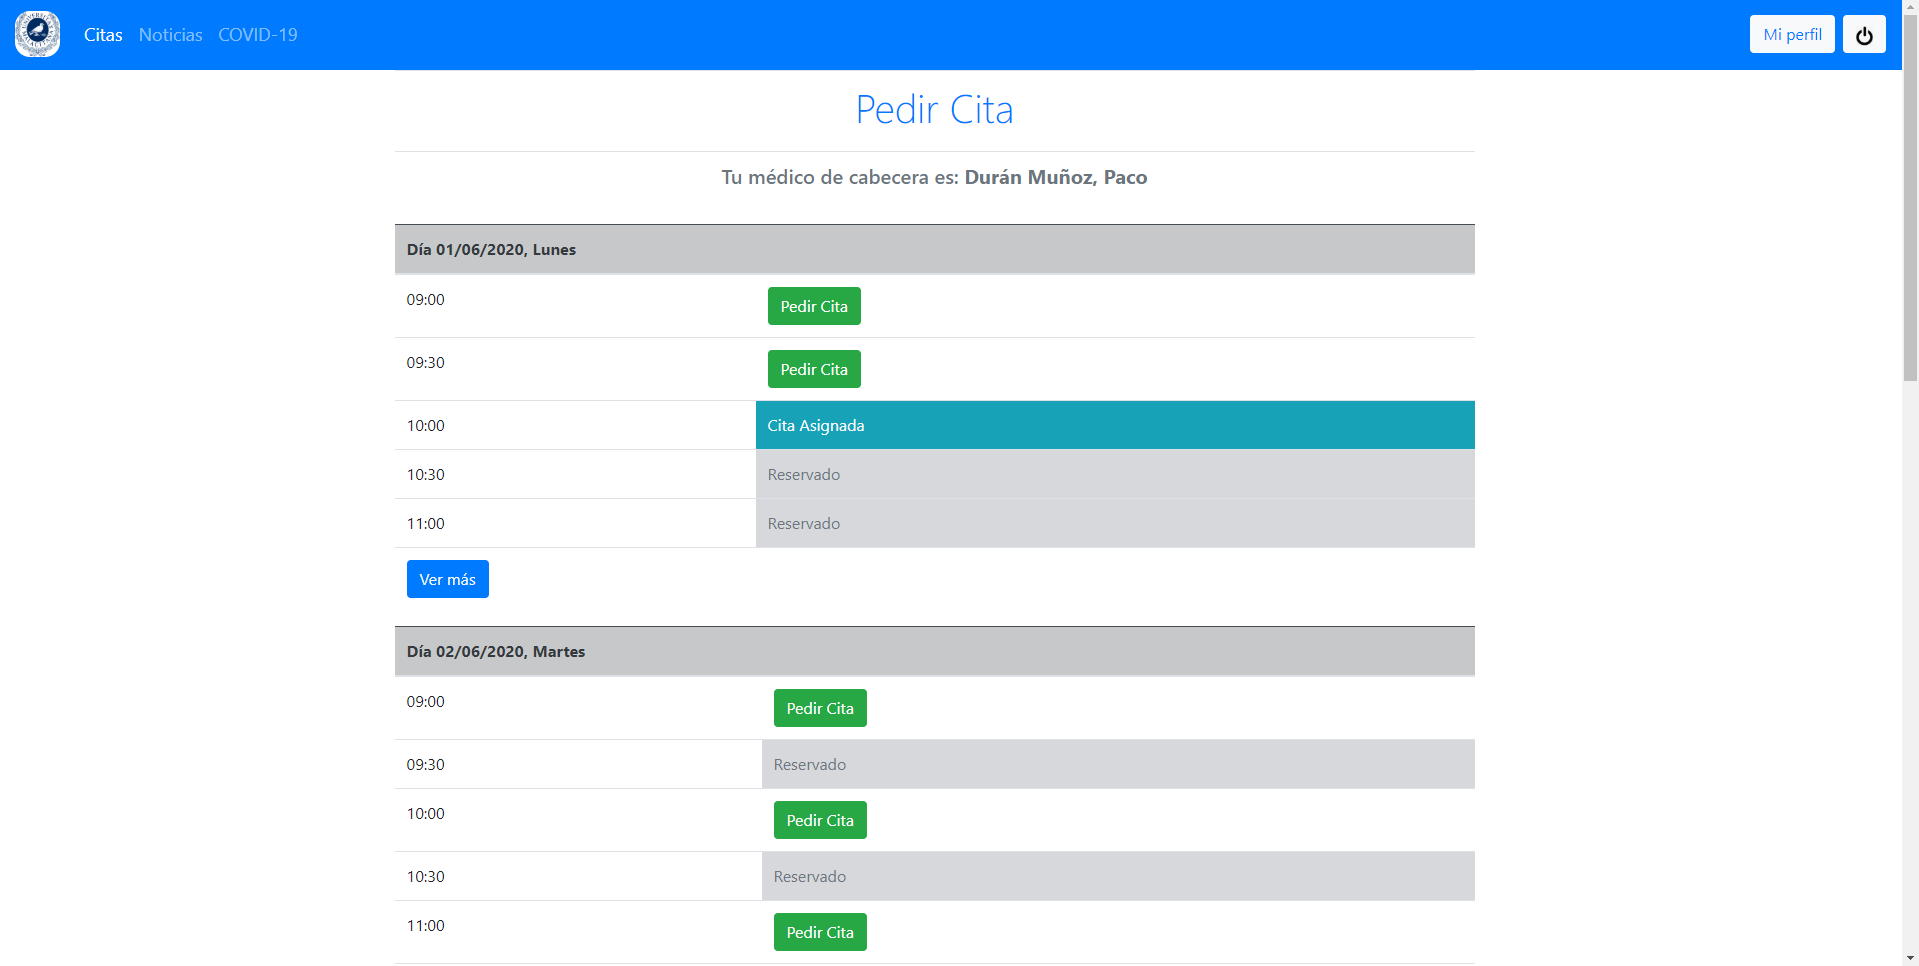 Citas Noticias COVID-19 Mi perfil
Pedir Cita
Tu médico de cabecera es: Durán Muñoz, Paco
Día 01/06/2020, Lunes
09:00 Pedir Cita
09:30 Pedir Cita
10:00 Cita Asignada
10:30 Reservado
11:00 Reservado
Ver más
Día 02/06/2020, Martes
09:00 Pedir Cita
09:30 Reservado
10:00 Pedir Cita
10:30 Reservado
11:00 Pedir Cita